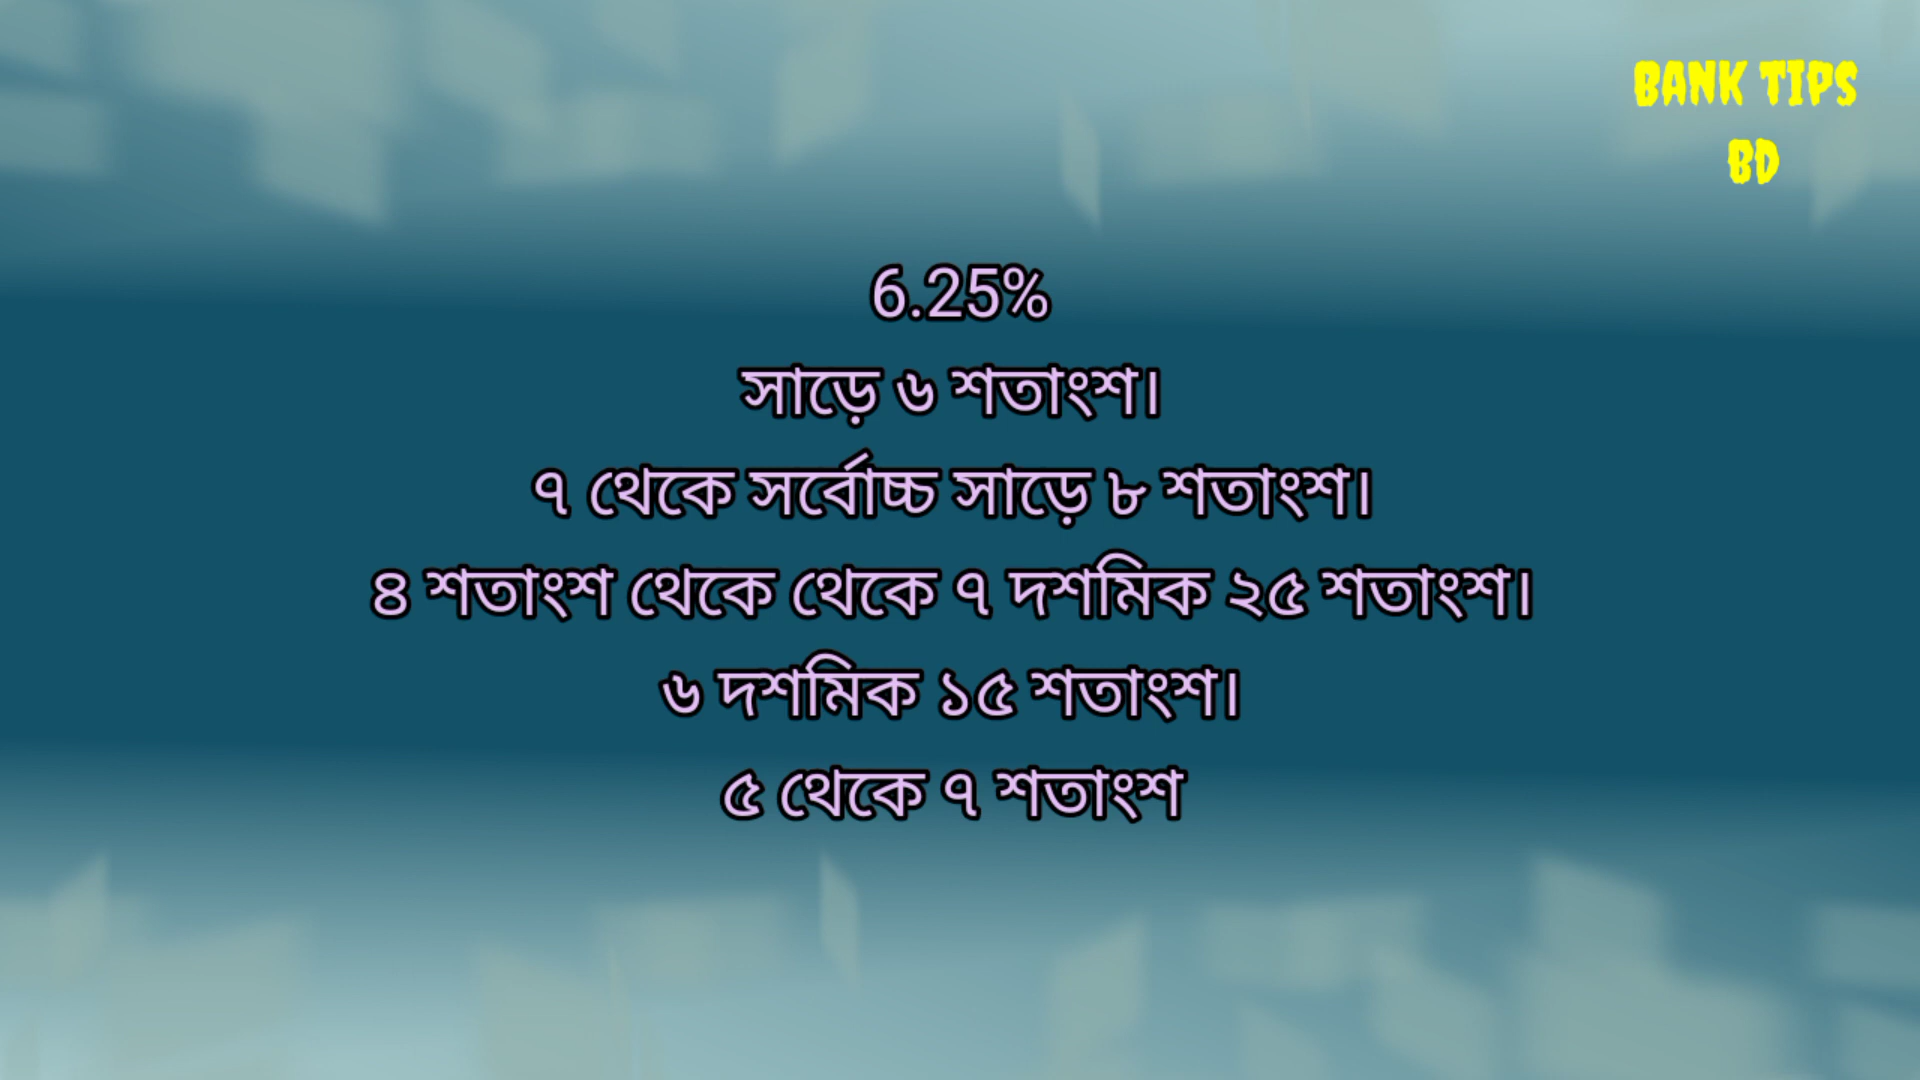 BANK TIPS
BD
6.25%
সাড়ে ৬ শতাংশ।
৭ থেকে সর্বোচ্চ সাড়ে ৮ শতাংশ।
৪ শতাংশ থেকে থেকে ৭ দশমিক ২৫ শতাংশ।
৬ দশমিক ১৫ শতাংশ।
৫ থেকে ৭ শতাংশ